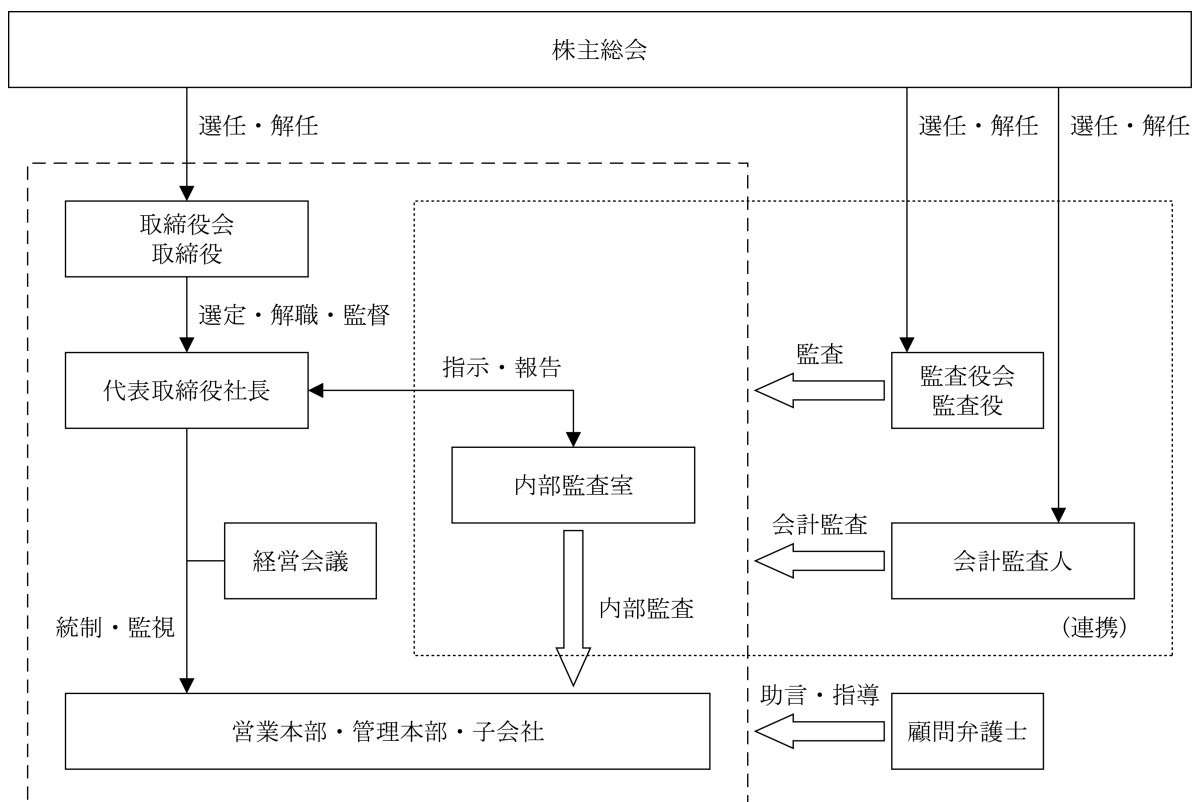 株主総会
選任・解任
選任・解任
選任・解任
取締役会
取締役
選定・解職・監督
代表取締役社長
指示・報告
監査
監査役会
監査役
内部監査室
経営会議
会計監査
会計監査人
統制・監視
内部監査
(連携)
営業本部・管理本部・子会社
助言・指導
顧問弁護士